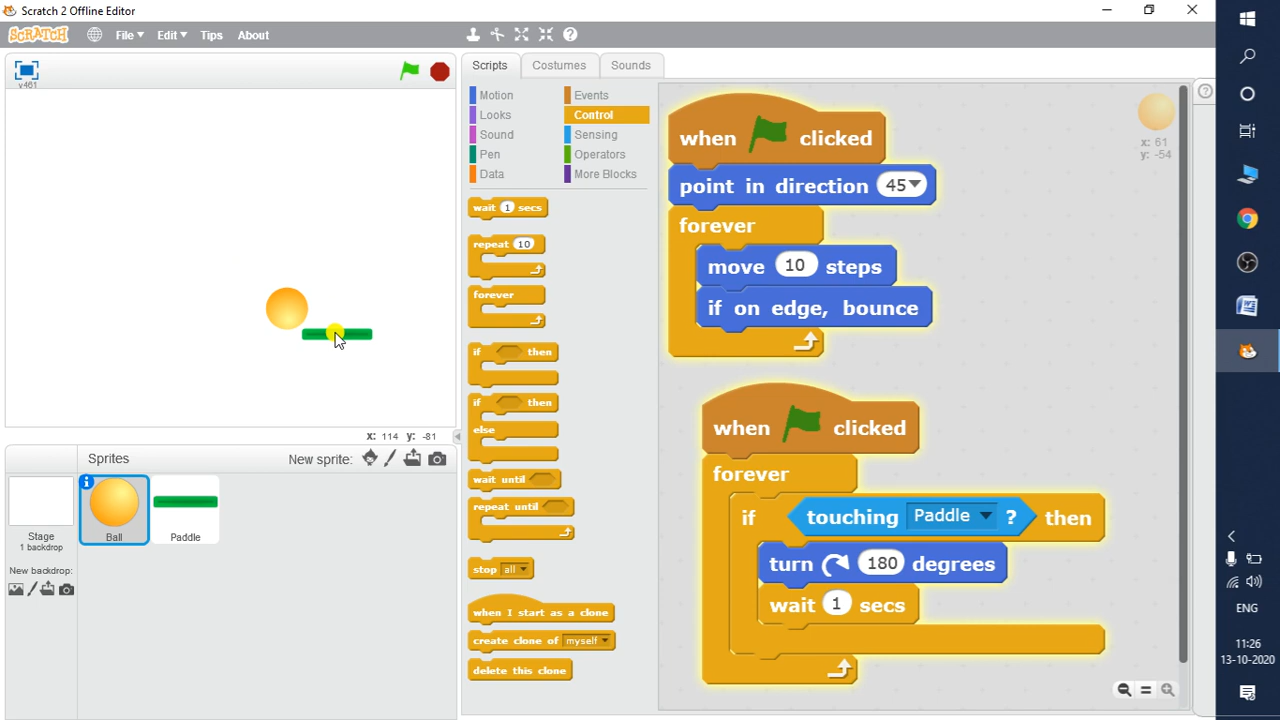 Scratch 2 Offline Editor
SCRATCH
File
Edit
Tips
About
v461
x: 114 y: -81
Sprites
New sprite:
Stage
1 backdrop
Ball
Paddle
New backdrop:
Scripts
Costumes
Sounds
Motion
Events
Looks
Control
Sound
Sensing
Pen
Operators
Data
More Blocks
wait 1 secs
repeat 10
forever
if then
if then
else
wait until
repeat until
stop all
when I start as a clone
create clone of myself
delete this clone
when clicked
point in direction 45
forever
move 10 steps
if on edge, bounce
when clicked
forever
if touching Paddle ? then
turn 180 degrees
wait 1 secs
x: 61
y: -54
ENG
11:26
13-10-2020